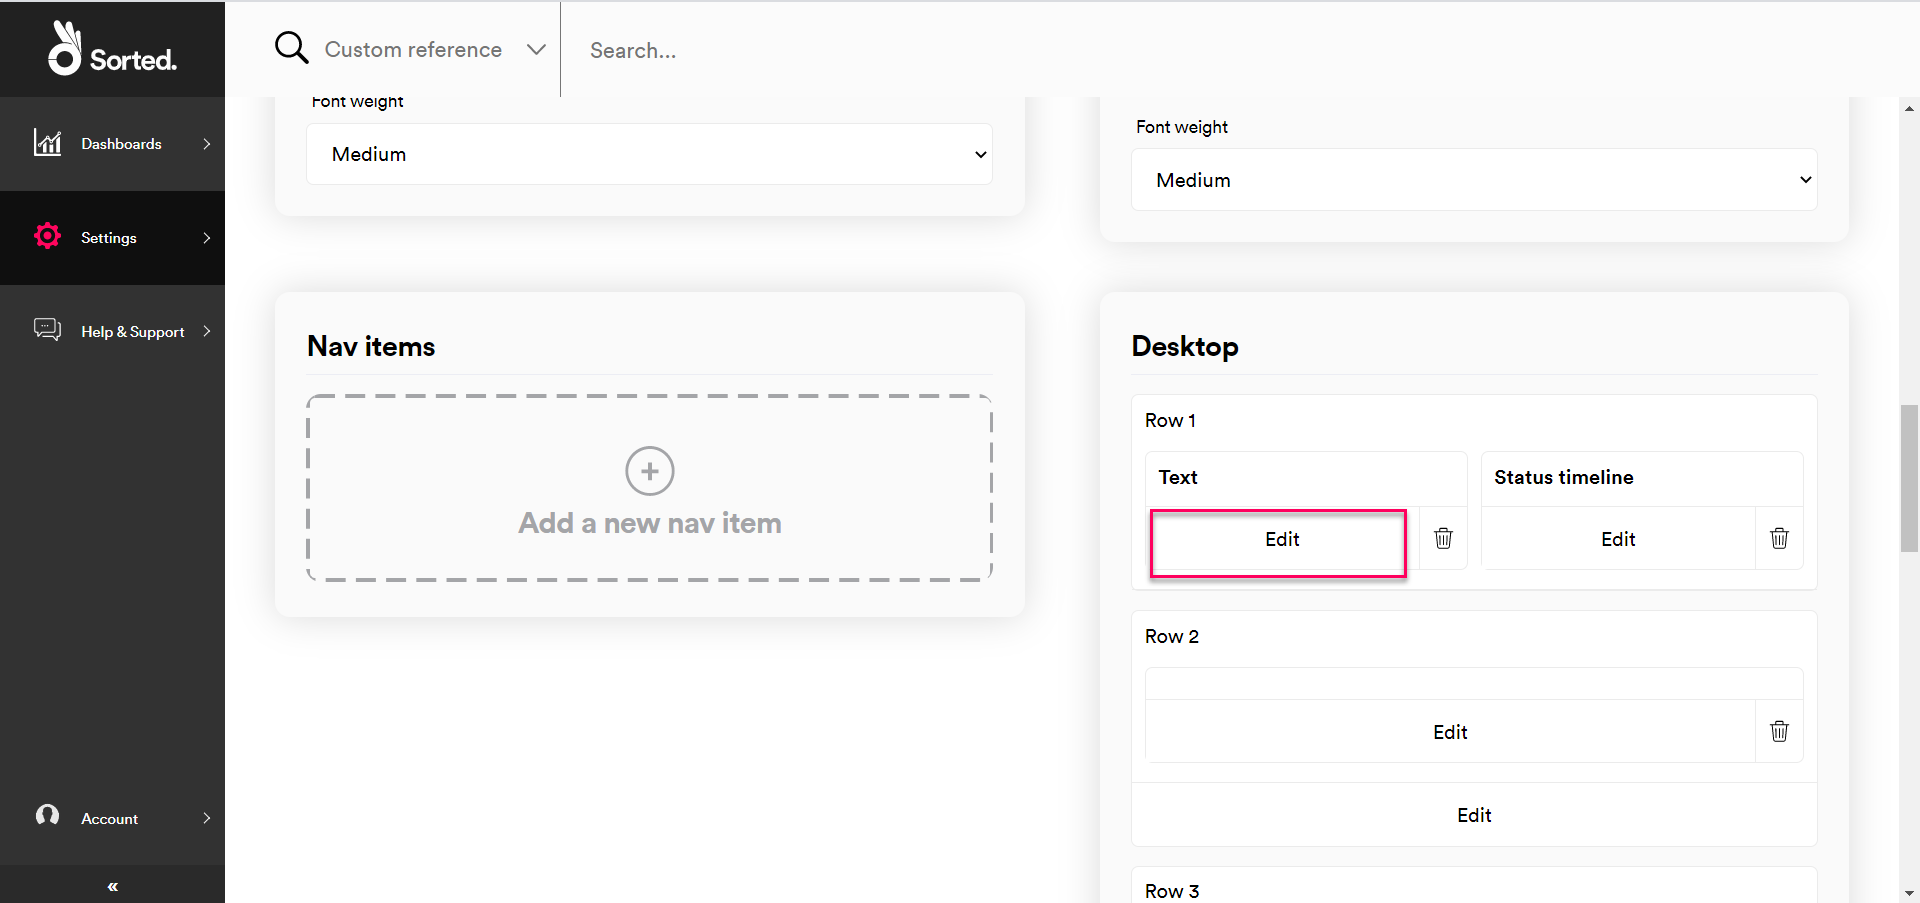 Sorted.
Custom reference
Search...
Dashboards
Settings
Help & Support
Account
«
Font weight
Medium
Font weight
Medium
Nav items
Add a new nav item
Desktop
Row 1
Text
Status timeline
Edit
Edit
Row 2
Edit
Edit
Row 3